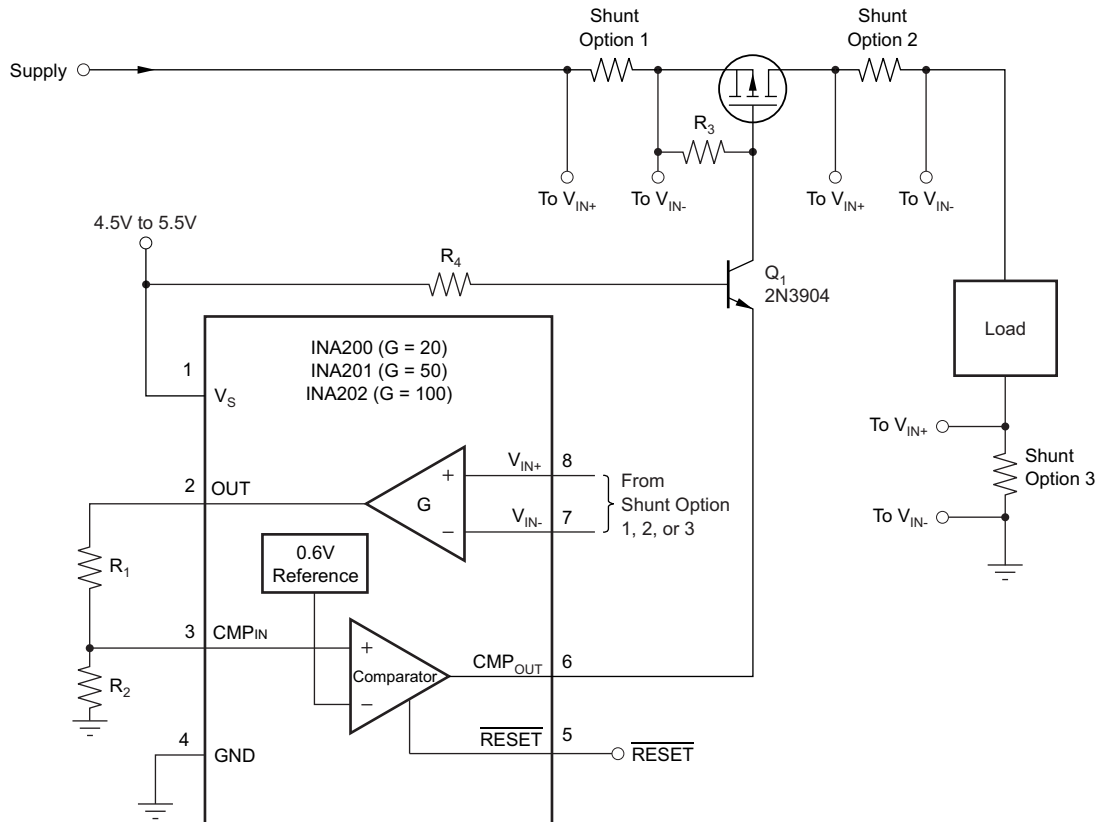 Shunt
Option 1
Shunt
Option 2
Supply
R3
To VIN+
To VIN-
To VIN+
To VIN-
4.5V to 5.5V
R4
Q1
2N3904
Load
INA200 (G = 20)
INA201 (G = 50)
INA202 (G = 100)
1
VS
To VIN+
Shunt
Option 3
To VIN-
2
OUT
+
G
−
VIN+
8
VIN-
7
From
Shunt Option
1, 2, or 3
R1
0.6V
Reference
3
CMPIN
+
Comparator
−
CMPOUT
6
R2
4
GND
RESET
5
RESET